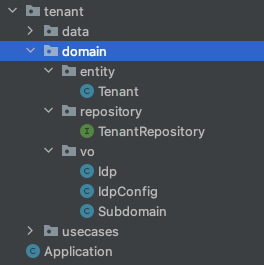 tenant
data
domain
entity
Tenant
repository
TenantRepository
vo
Idp
IdpConfig
Subdomain
usecases
Application